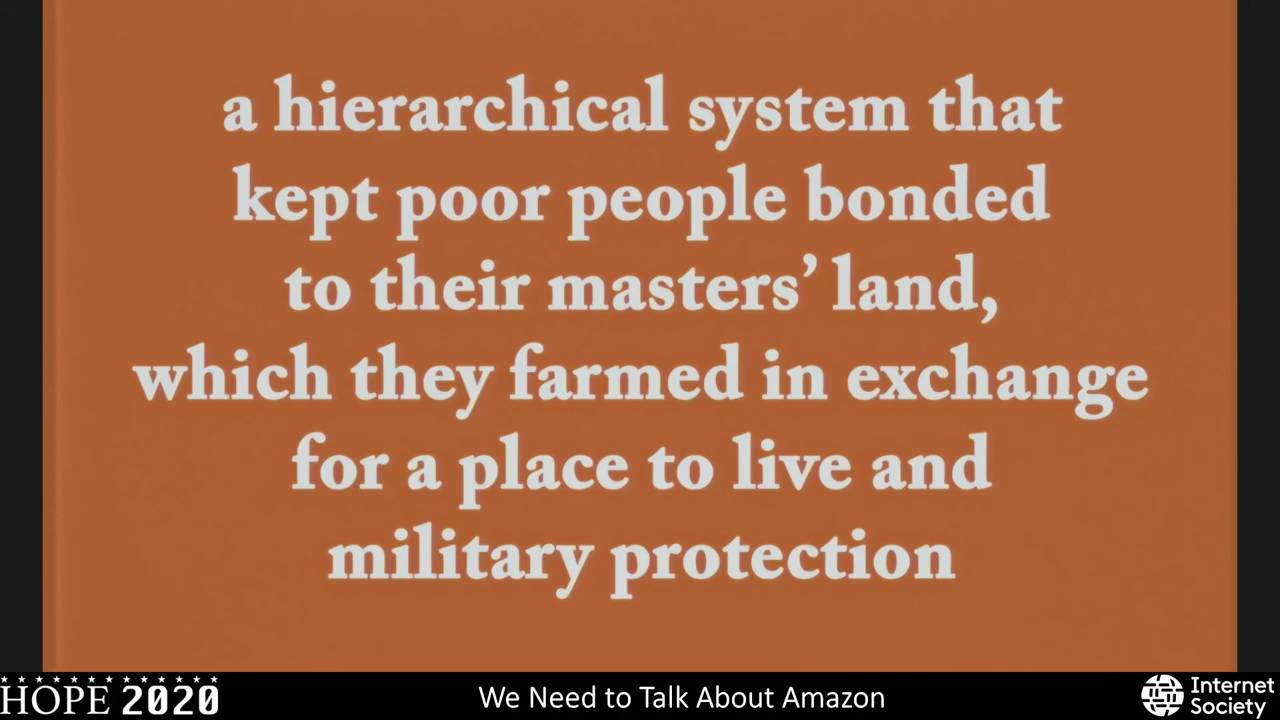 a hierarchical system that
kept poor people bonded
to their masters’ land,
which they farmed in exchange
for a place to live and
military protection
HOPE 2020
We Need to Talk About Amazon
Internet
Society